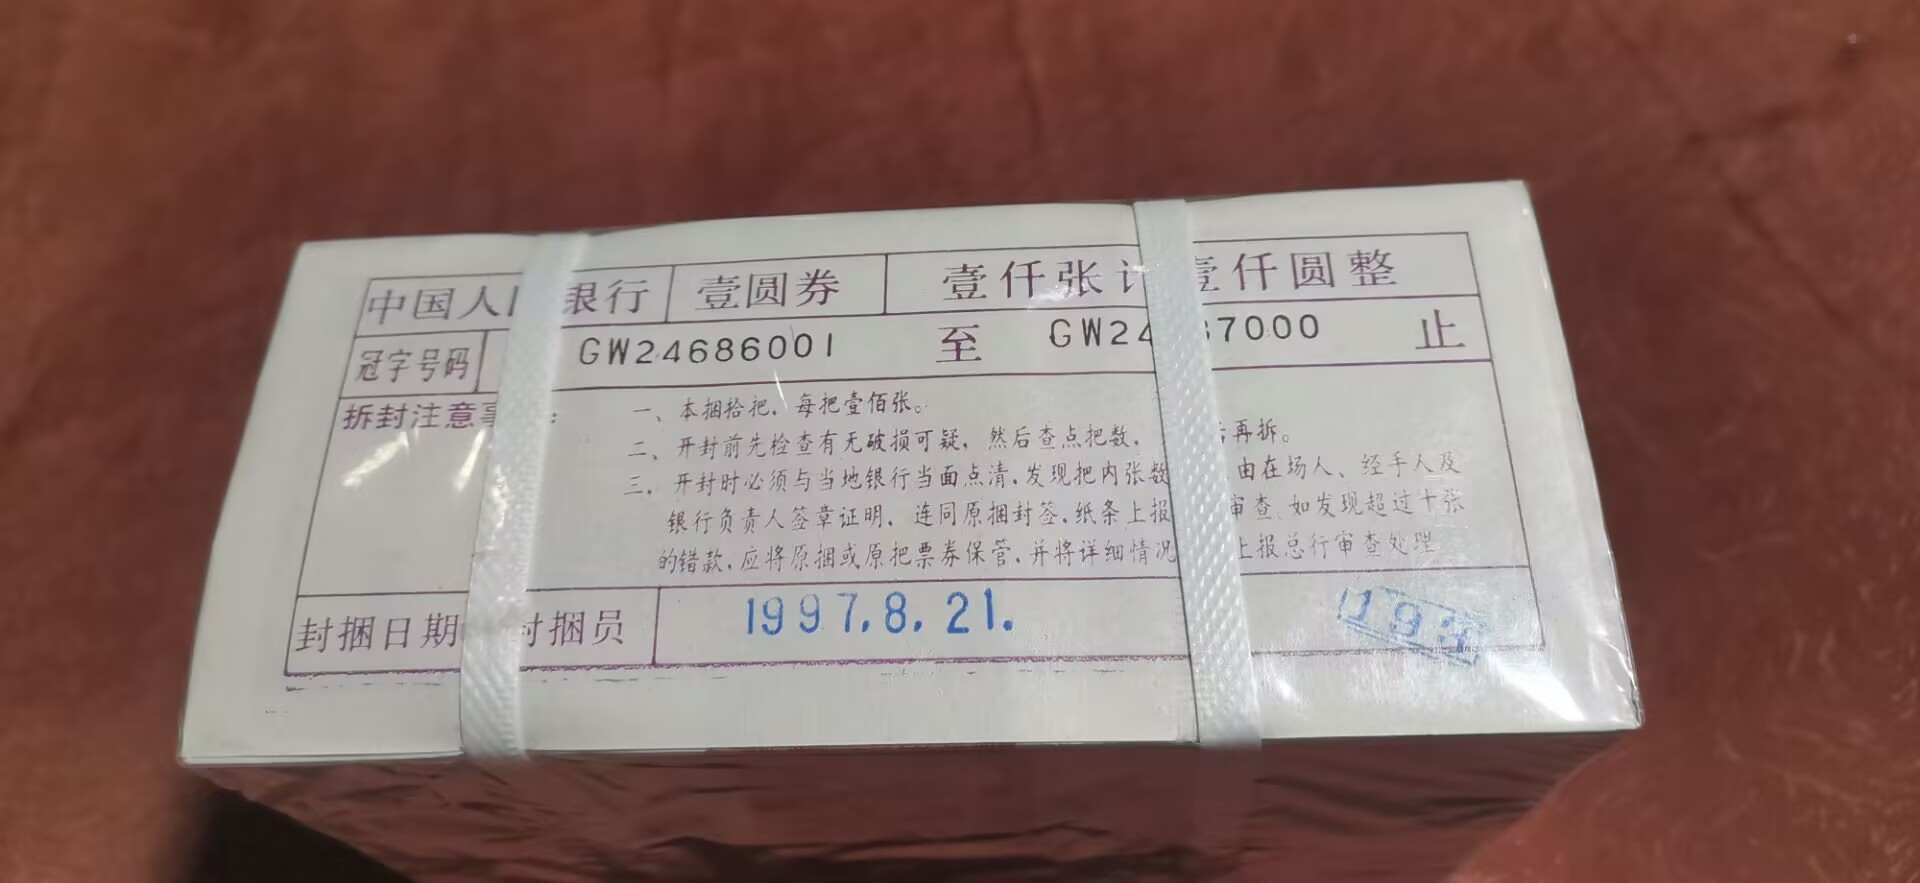 中国人 银行 壹圆券 壹仟张计壹仟圆整
冠字号码 GW24686001 至 GW24 87000 止
拆封注意事 :
一、本捆拾把,每把壹佰张。
二、开封前先检查有无破损可疑,然后查点把数, 后再拆。
三、开封时必须与当地银行当面点清,发现把内张数 由在场人、经手人及
银行负责人签章证明,连同原捆封签,纸条上报 审查,如发现超过十张
的错款,应将原捆或原把票券保管,并将详细情况 上报总行审查处理
封捆日期 封捆员 1997.8.21.